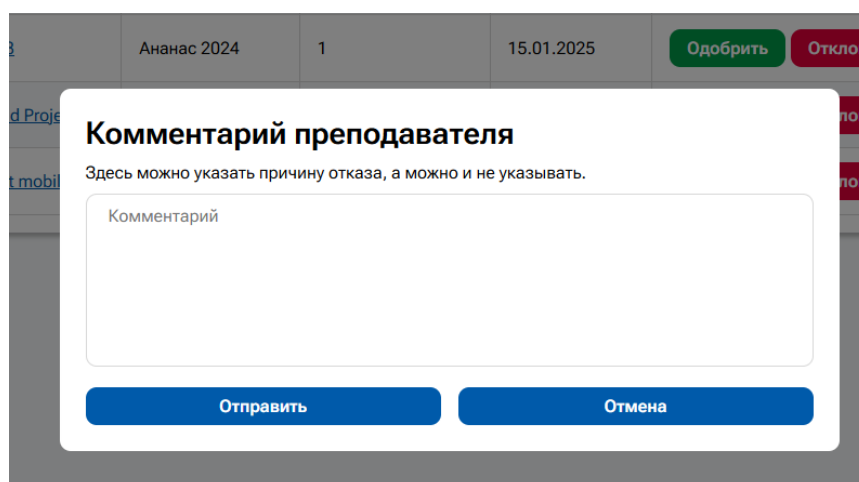 Ананас 2024 1 15.01.2025 Одобрить
d
Комментарий преподавателя
Здесь можно указать причину отказа, а можно и не указывать.
t
Комментарий
Отправить Отмена